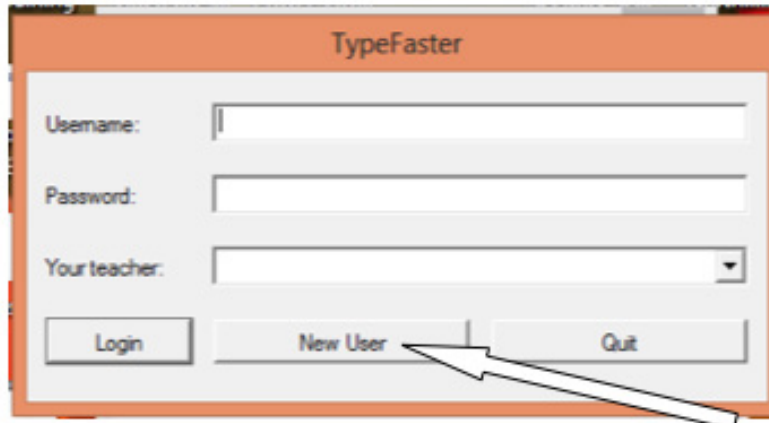 TypeFaster
Username:
Password:
Your teacher:
Login New User Quit